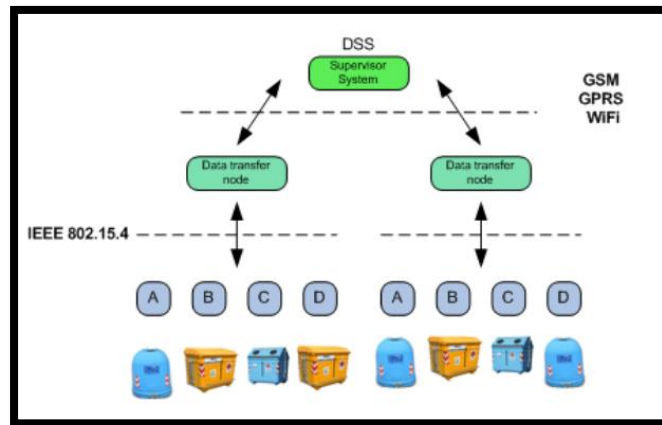 DSS
Supervisor
System
GSM
GPRS
WiFi
Data transfer
node
Data transfer
node
IEEE 802.15.4
A B C D A B C D